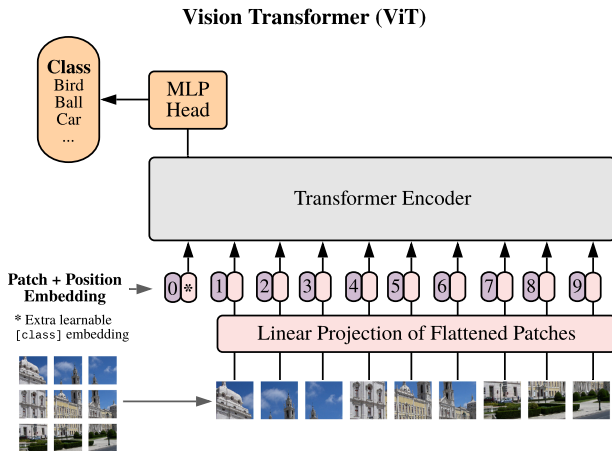 Vision Transformer (ViT)
Class
Bird
Ball
Car
...
MLP
Head
Transformer Encoder
Patch + Position
Embedding
0 * 1 2 3 4 5 6 7 8 9
* Extra learnable
[class] embedding
Linear Projection of Flattened Patches